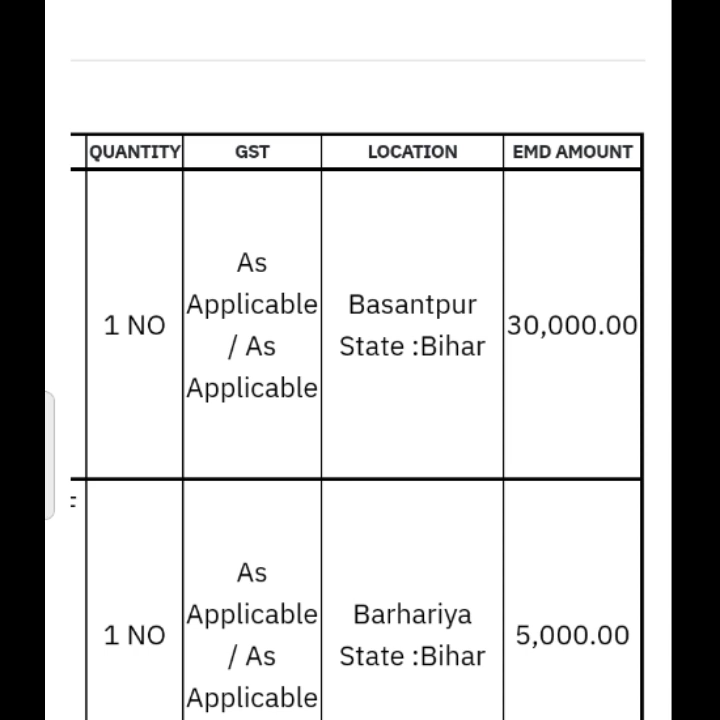 QUANTITY GST LOCATION EMD AMOUNT
As
Applicable
/ As
Applicable
1 NO
Basantpur
State :Bihar
30,000.00
As
Applicable
/ As
Applicable
1 NO
Barhariya
State :Bihar
5,000.00